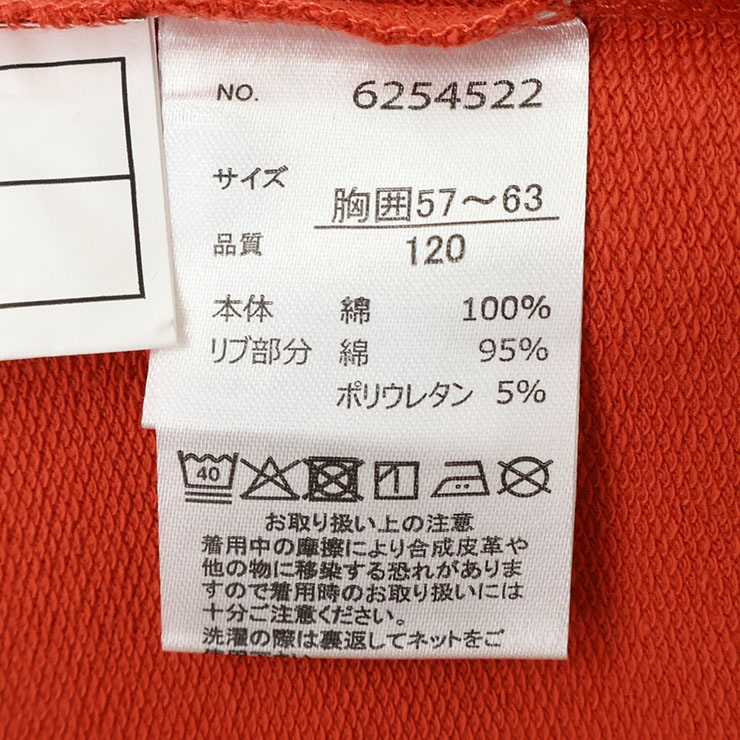 NO. 6254522
サイズ 胸囲57～63
120
品質
本体 綿 100%
リブ部分 綿 95%
ポリウレタン 5%
40
お取り扱い上の注意
着用中の摩擦により合成皮革や
他の物に移染する恐れがありま
すので着用時のお取り扱いには
十分ご注意ください。
洗濯の際は裏返してネットをご